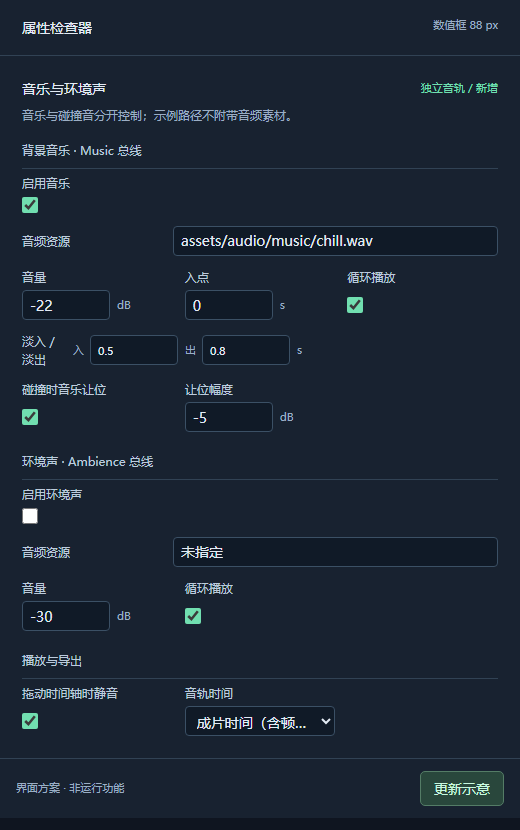 属性检查器 数值框 88 px
音乐与环境声 独立音轨 / 新增
音乐与碰撞音分开控制；示例路径不附带音频素材。
背景音乐 · Music 总线
启用音乐
音频资源 assets/audio/music/chill.wav
音量 入点 循环播放
-22 dB 0 s
淡入 /
淡出 入 0.5 出 0.8 s
碰撞时音乐让位 让位幅度
-5 dB
环境声 · Ambience 总线
启用环境声
音频资源 未指定
音量 循环播放
-30 dB
播放与导出
拖动时间轴时静音 音轨时间
成片时间（含顿...
界面方案 · 非运行功能 更新示意